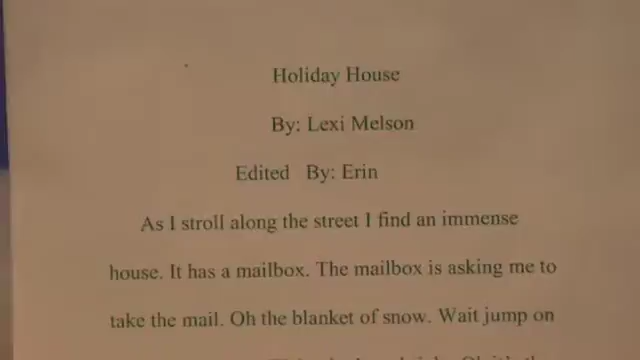 Holiday House
By: Lexi Melson
Edited By: Erin
As I stroll along the street I find an immense
house. It has a mailbox. The mailbox is asking me to
take the mail. Oh the blanket of snow. Wait jump on